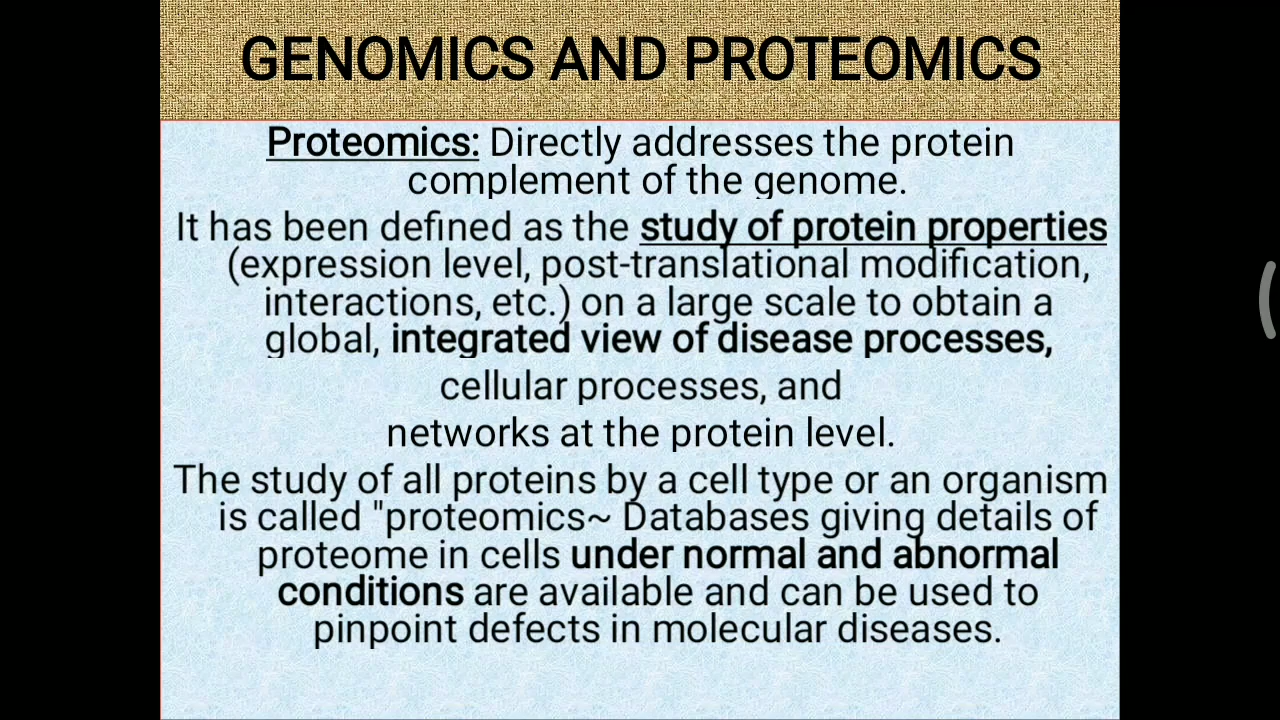 GENOMICS AND PROTEOMICS
Proteomics: Directly addresses the protein
complement of the genome.
It has been defined as the study of protein properties
(expression level, post-translational modification,
interactions, etc.) on a large scale to obtain a
global, integrated view of disease processes,
cellular processes, and
networks at the protein level.
The study of all proteins by a cell type or an organism
is called "proteomics~ Databases giving details of
proteome in cells under normal and abnormal
conditions are available and can be used to
pinpoint defects in molecular diseases.